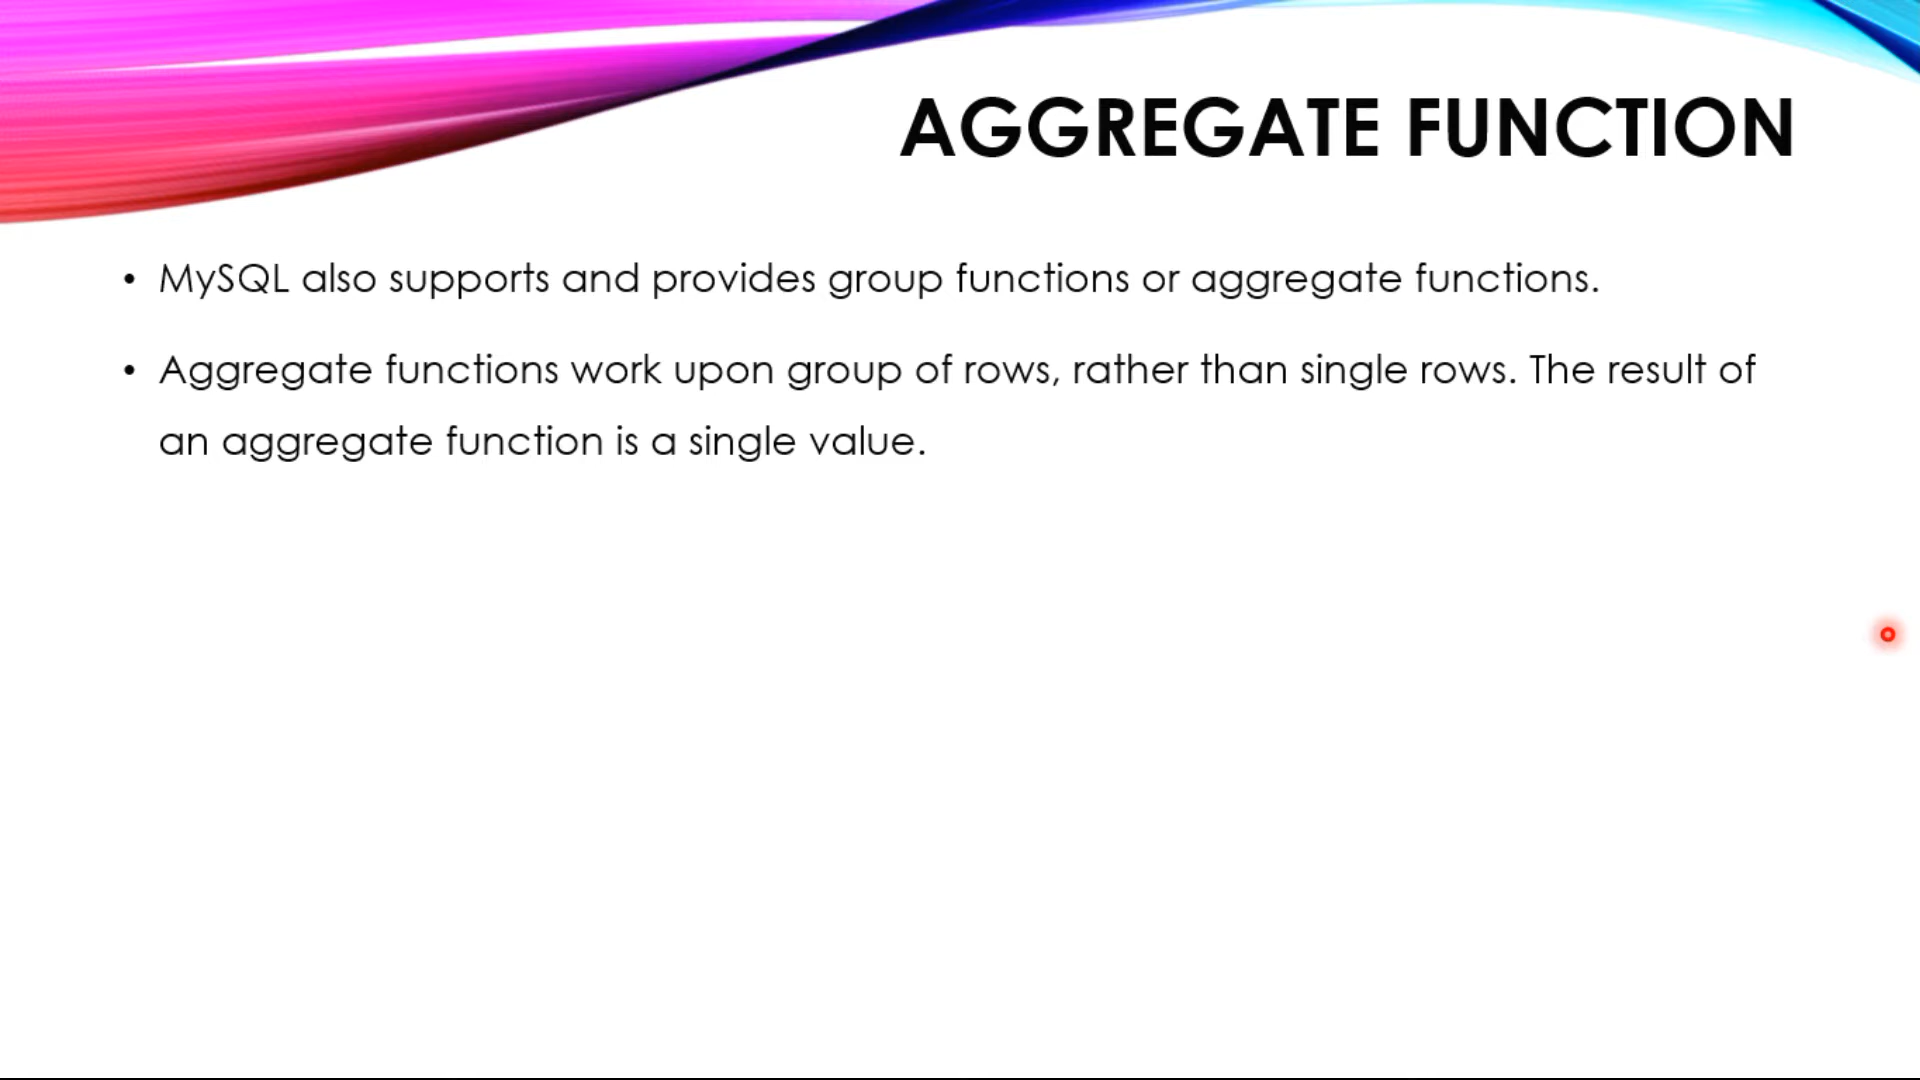 AGGREGATE FUNCTION
• MySQL also supports and provides group functions or aggregate functions.
• Aggregate functions work upon group of rows, rather than single rows. The result of
an aggregate function is a single value.